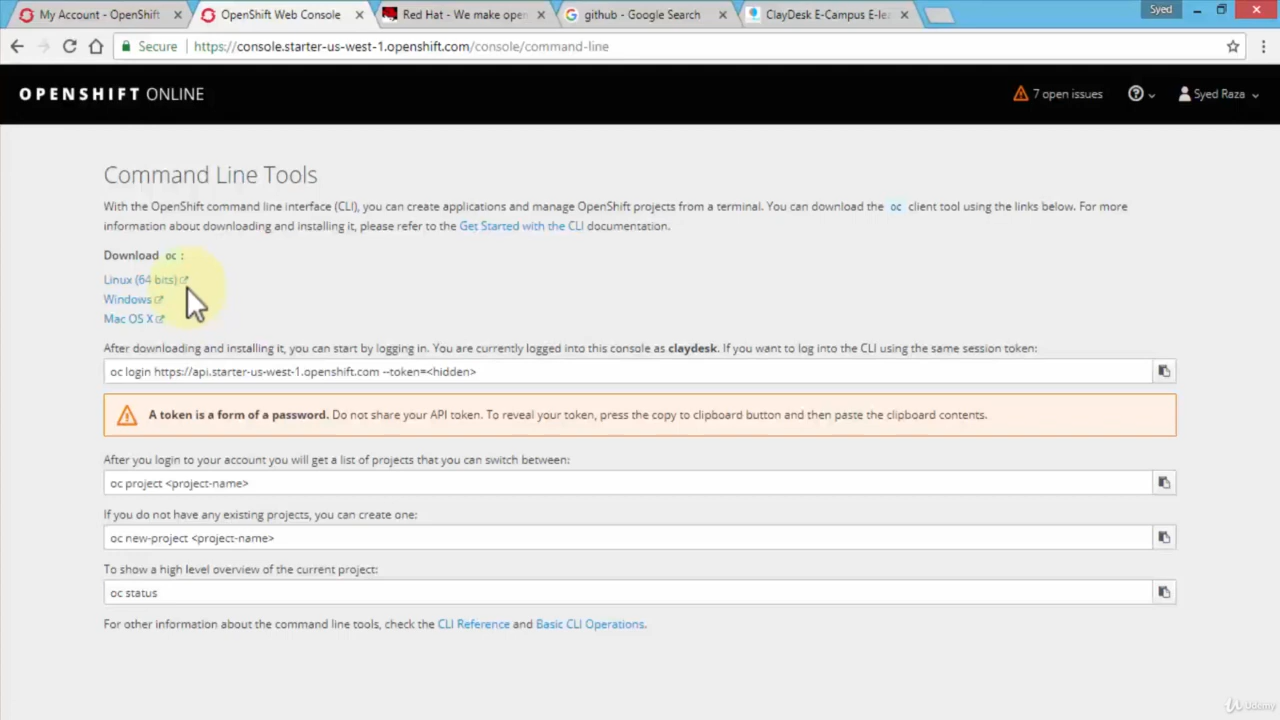 My Account - OpenShift
OpenShift Web Console
Red Hat - We make open
github - Google Search
ClayDesk E-Campus E-le
Syed
Secure
https://console.starter-us-west-1.openshift.com/console/command-line
OPENSHIFT ONLINE
7 open issues
Syed Raza
Command Line Tools
With the OpenShift command line interface (CLI), you can create applications and manage OpenShift projects from a terminal. You can download the oc client tool using the links below. For more
information about downloading and installing it, please refer to the Get Started with the CLI documentation.
Download oc :
Linux (64 bits)
Windows
Mac OS X
After downloading and installing it, you can start by logging in. You are currently logged into this console as claydesk. If you want to log into the CLI using the same session token:
oc login https://api.starter-us-west-1.openshift.com --token=<hidden>
A token is a form of a password. Do not share your API token. To reveal your token, press the copy to clipboard button and then paste the clipboard contents.
After you login to your account you will get a list of projects that you can switch between:
oc project <project-name>
If you do not have any existing projects, you can create one:
oc new-project <project-name>
To show a high level overview of the current project:
oc status
For other information about the command line tools, check the CLI Reference and Basic CLI Operations.
Udemy